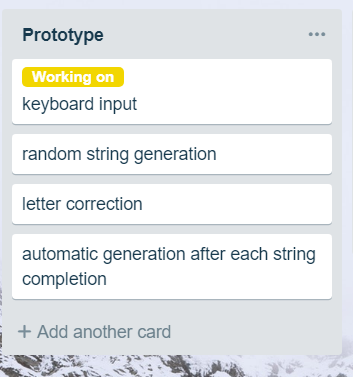 Prototype
Working on
keyboard input
random string generation
letter correction
automatic generation after each string
completion
+ Add another card